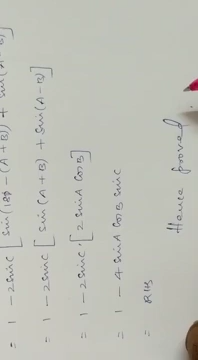 = 1 - 2sinC [sin(180 - (A+B)) + sin(A - B)]
= 1 - 2sinC [sin(A+B) + sin(A-B)]
= 1 - 2sinC . [2 sinA cosB]
= 1 - 4 sinA cosB sinC
= RHS
Hence proved